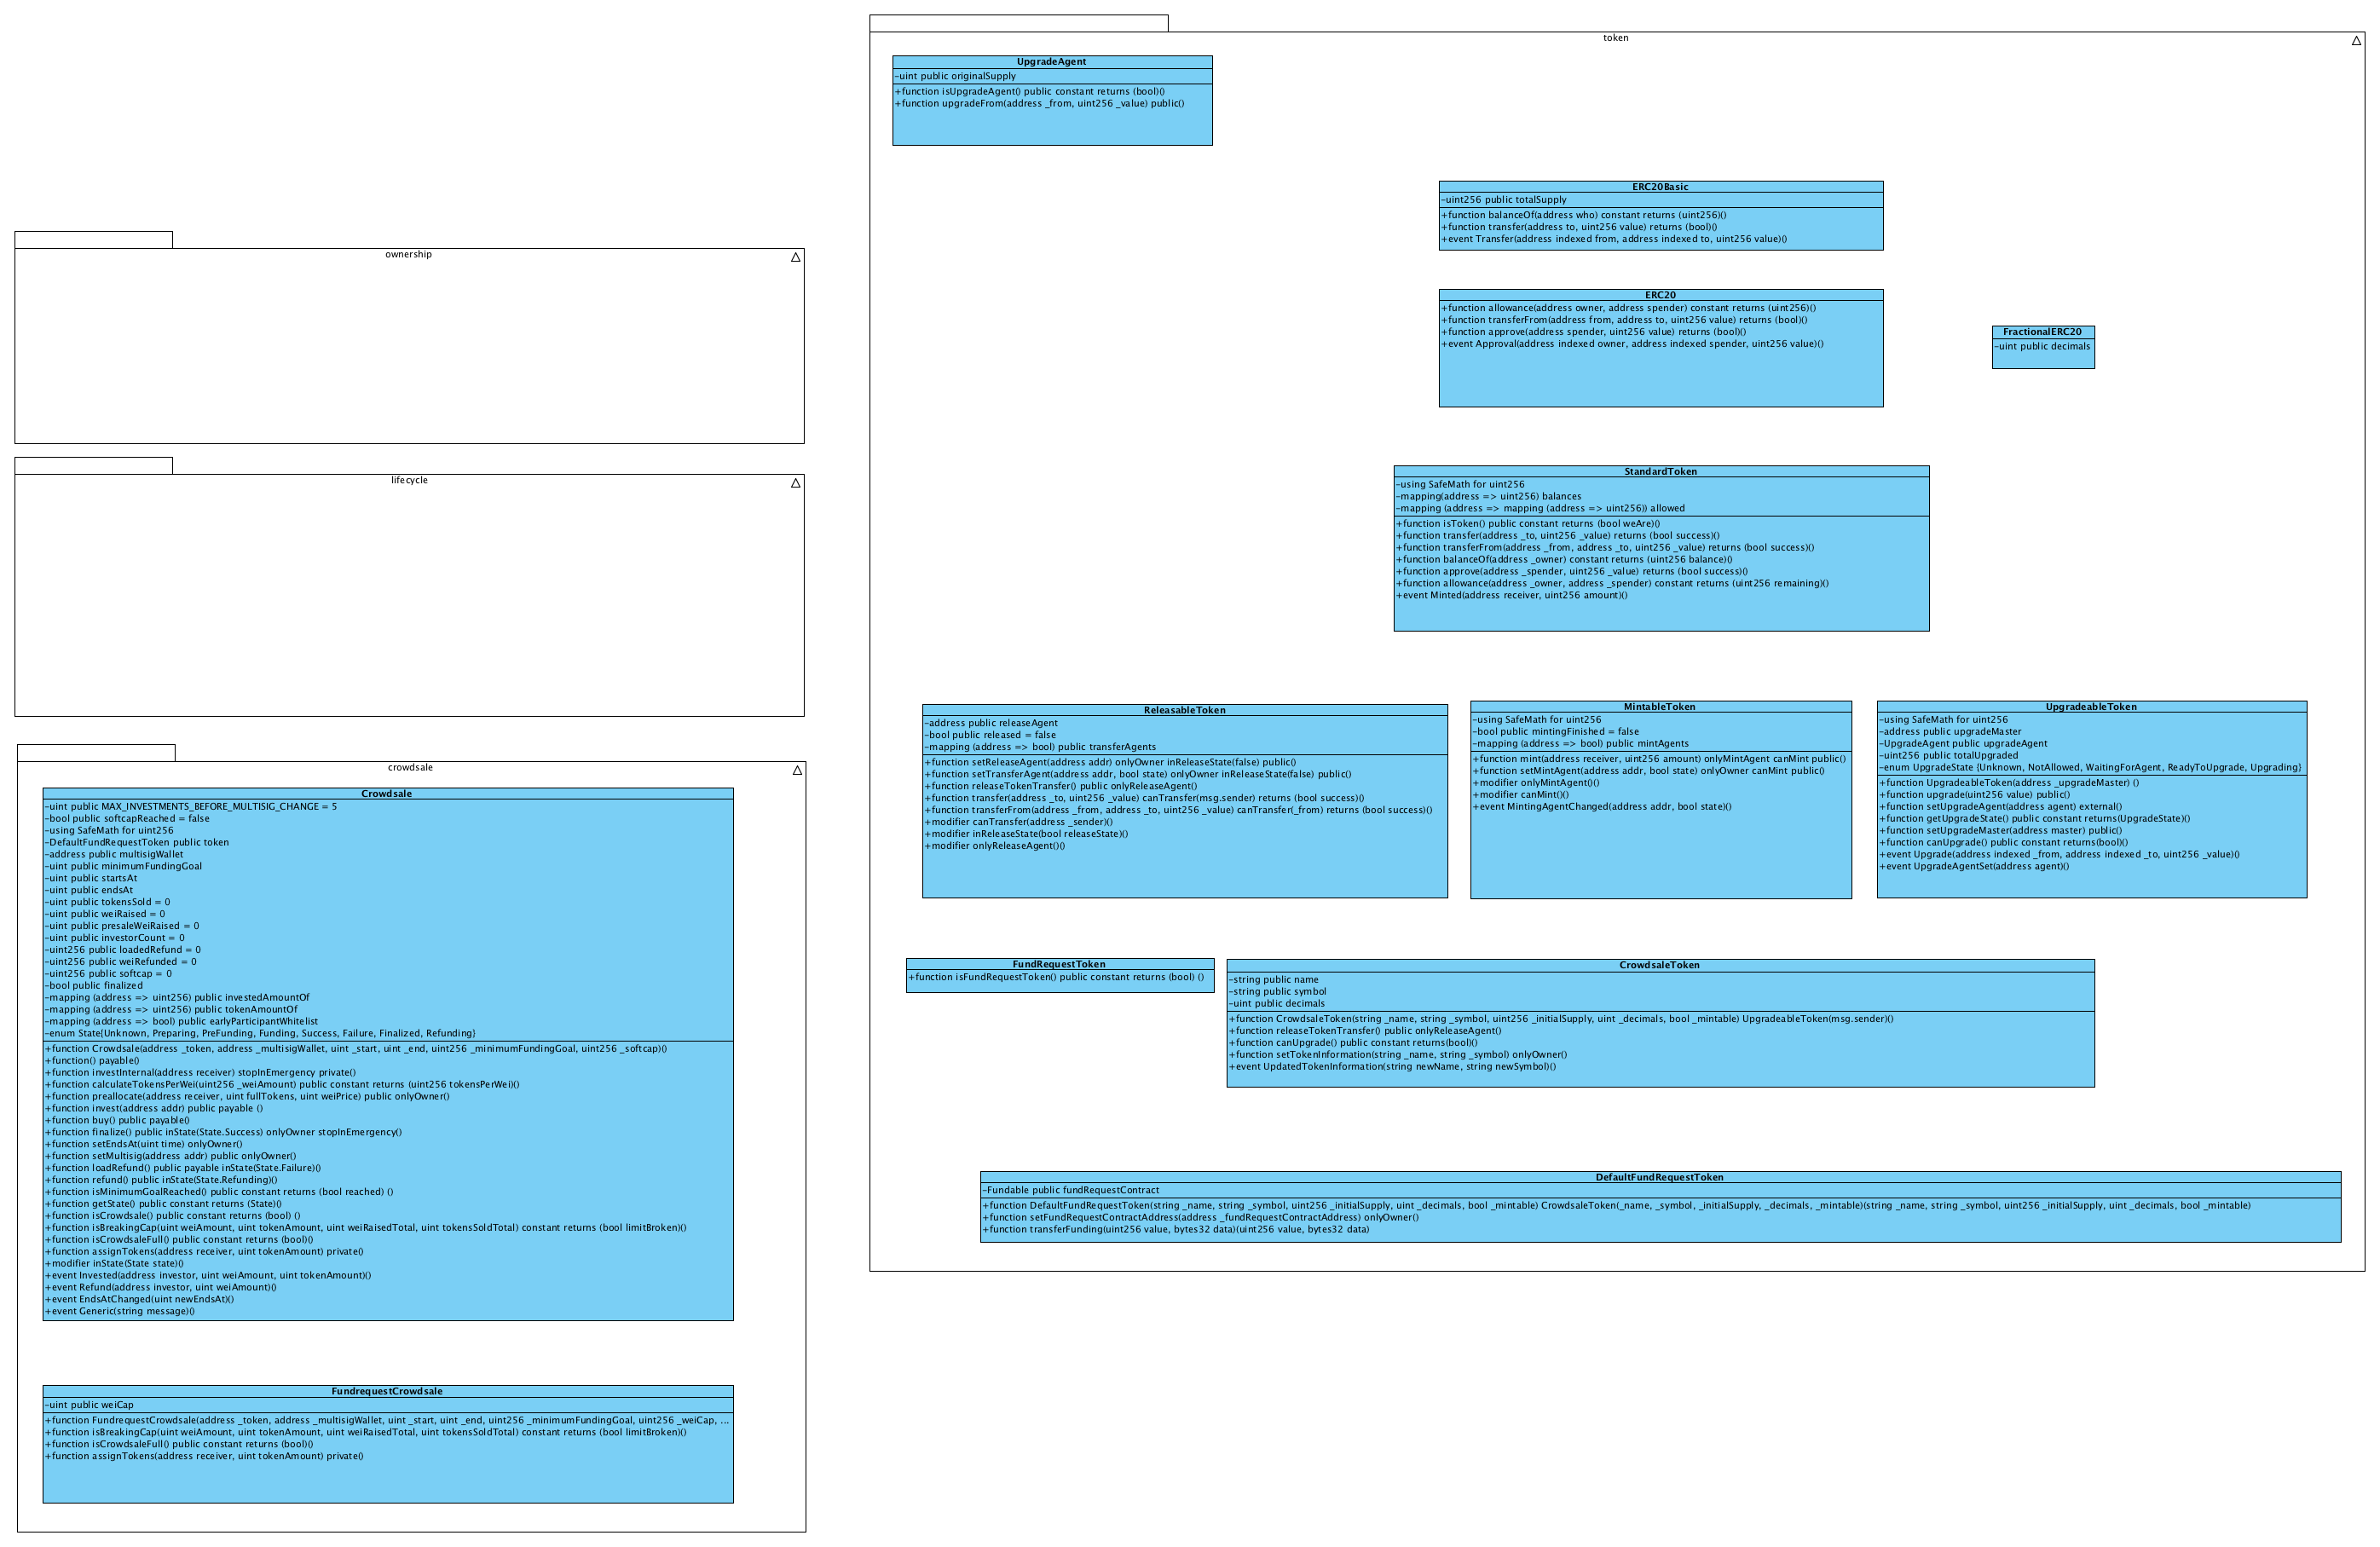 ownership
lifecycle
crowdsale
Crowdsale
-uint public MAX_INVESTMENTS_BEFORE_MULTISIG_CHANGE = 5
-bool public softcapReached = false
-using SafeMath for uint256
-DefaultFundRequestToken public token
-address public multisigWallet
-uint public minimumFundingGoal
-uint public startsAt
-uint public endsAt
-uint public tokensSold = 0
-uint public weiRaised = 0
-uint public presaleWeiRaised = 0
-uint public investorCount = 0
-uint256 public loadedRefund = 0
-uint256 public weiRefunded = 0
-uint256 public softcap = 0
-bool public finalized
-mapping (address => uint256) public investedAmountOf
-mapping (address => uint256) public tokenAmountOf
-mapping (address => bool) public earlyParticipantWhitelist
-enum State{Unknown, Preparing, PreFunding, Funding, Success, Failure, Finalized, Refunding}
+function Crowdsale(address _token, address _multisigWallet, uint _start, uint _end, uint256 _minimumFundingGoal, uint256 _softcap)()
+function() payable()
+function investInternal(address receiver) stopInEmergency private()
+function calculateTokensPerWei(uint256 _weiAmount) public constant returns (uint256 tokensPerWei)()
+function preallocate(address receiver, uint fullTokens, uint weiPrice) public onlyOwner()
+function invest(address addr) public payable ()
+function buy() public payable()
+function finalize() public inState(State.Success) onlyOwner stopInEmergency()
+function setEndsAt(uint time) onlyOwner()
+function setMultisig(address addr) public onlyOwner()
+function loadRefund() public payable inState(State.Failure)()
+function refund() public inState(State.Refunding)()
+function isMinimumGoalReached() public constant returns (bool reached) ()
+function getState() public constant returns (State)()
+function isCrowdsale() public constant returns (bool) ()
+function isBreakingCap(uint weiAmount, uint tokenAmount, uint weiRaisedTotal, uint tokensSoldTotal) constant returns (bool limitBroken)()
+function isCrowdsaleFull() public constant returns (bool)()
+function assignTokens(address receiver, uint tokenAmount) private()
+modifier inState(State state)()
+event Invested(address investor, uint weiAmount, uint tokenAmount)()
+event Refund(address investor, uint weiAmount)()
+event EndsAtChanged(uint newEndsAt)()
+event Generic(string message)()
FundrequestCrowdsale
-uint public weiCap
+function FundrequestCrowdsale(address _token, address _multisigWallet, uint _start, uint _end, uint256 _minimumFundingGoal, uint256 _weiCap, ...
+function isBreakingCap(uint weiAmount, uint tokenAmount, uint weiRaisedTotal, uint tokensSoldTotal) constant returns (bool limitBroken)()
+function isCrowdsaleFull() public constant returns (bool)()
+function assignTokens(address receiver, uint tokenAmount) private()
token
UpgradeAgent
-uint public originalSupply
+function isUpgradeAgent() public constant returns (bool)()
+function upgradeFrom(address _from, uint256 _value) public()
ERC20Basic
-uint256 public totalSupply
+function balanceOf(address who) constant returns (uint256)()
+function transfer(address to, uint256 value) returns (bool)()
+event Transfer(address indexed from, address indexed to, uint256 value)()
ERC20
+function allowance(address owner, address spender) constant returns (uint256)()
+function transferFrom(address from, address to, uint256 value) returns (bool)()
+function approve(address spender, uint256 value) returns (bool)()
+event Approval(address indexed owner, address indexed spender, uint256 value)()
FractionalERC20
-uint public decimals
StandardToken
-using SafeMath for uint256
-mapping(address => uint256) balances
-mapping (address => mapping (address => uint256)) allowed
+function isToken() public constant returns (bool weAre)()
+function transfer(address _to, uint256 _value) returns (bool success)()
+function transferFrom(address _from, address _to, uint256 _value) returns (bool success)()
+function balanceOf(address _owner) constant returns (uint256 balance)()
+function approve(address _spender, uint256 _value) returns (bool success)()
+function allowance(address _owner, address _spender) constant returns (uint256 remaining)()
+event Minted(address receiver, uint256 amount)()
ReleasableToken
-address public releaseAgent
-bool public released = false
-mapping (address => bool) public transferAgents
+function setReleaseAgent(address addr) onlyOwner inReleaseState(false) public()
+function setTransferAgent(address addr, bool state) onlyOwner inReleaseState(false) public()
+function releaseTokenTransfer() public onlyReleaseAgent()
+function transfer(address _to, uint256 _value) canTransfer(msg.sender) returns (bool success)()
+function transferFrom(address _from, address _to, uint256 _value) canTransfer(_from) returns (bool success)()
+modifier canTransfer(address _sender)()
+modifier inReleaseState(bool releaseState)()
+modifier onlyReleaseAgent()()
MintableToken
-using SafeMath for uint256
-bool public mintingFinished = false
-mapping (address => bool) public mintAgents
+function mint(address receiver, uint256 amount) onlyMintAgent canMint public()
+function setMintAgent(address addr, bool state) onlyOwner canMint public()
+modifier onlyMintAgent()()
+modifier canMint()()
+event MintingAgentChanged(address addr, bool state)()
UpgradeableToken
-using SafeMath for uint256
-address public upgradeMaster
-UpgradeAgent public upgradeAgent
-uint256 public totalUpgraded
-enum UpgradeState {Unknown, NotAllowed, WaitingForAgent, ReadyToUpgrade, Upgrading}
+function UpgradeableToken(address _upgradeMaster) ()
+function upgrade(uint256 value) public()
+function setUpgradeAgent(address agent) external()
+function getUpgradeState() public constant returns(UpgradeState)()
+function setUpgradeMaster(address master) public()
+function canUpgrade() public constant returns(bool)()
+event Upgrade(address indexed _from, address indexed _to, uint256 _value)()
+event UpgradeAgentSet(address agent)()
FundRequestToken
+function isFundRequestToken() public constant returns (bool) ()
CrowdsaleToken
-string public name
-string public symbol
-uint public decimals
+function CrowdsaleToken(string _name, string _symbol, uint256 _initialSupply, uint _decimals, bool _mintable) UpgradeableToken(msg.sender)()
+function releaseTokenTransfer() public onlyReleaseAgent()
+function canUpgrade() public constant returns(bool)()
+function setTokenInformation(string _name, string _symbol) onlyOwner()
+event UpdatedTokenInformation(string newName, string newSymbol)()
DefaultFundRequestToken
-Fundable public fundRequestContract
+function DefaultFundRequestToken(string _name, string _symbol, uint256 _initialSupply, uint _decimals, bool _mintable) CrowdsaleToken(_name, _symbol, _initialSupply, _decimals, _mintable)(string _name, string _symbol, uint256 _initialSupply, uint _decimals, bool _mintable)
+function setFundRequestContractAddress(address _fundRequestContractAddress) onlyOwner()
+function transferFunding(uint256 value, bytes32 data)(uint256 value, bytes32 data)